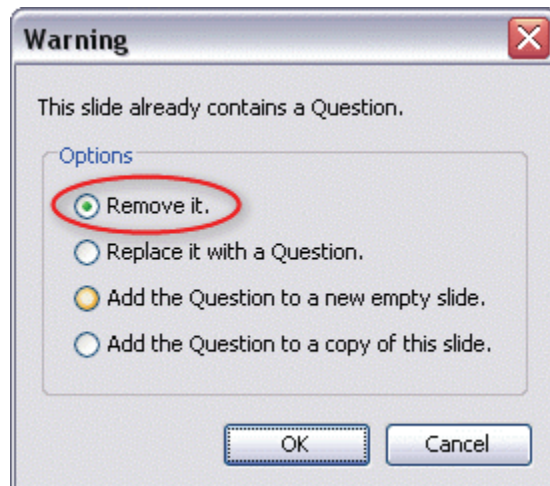 Warning
This slide already contains a Question.
Options
Remove it.
Replace it with a Question.
Add the Question to a new empty slide.
Add the Question to a copy of this slide.
OK Cancel